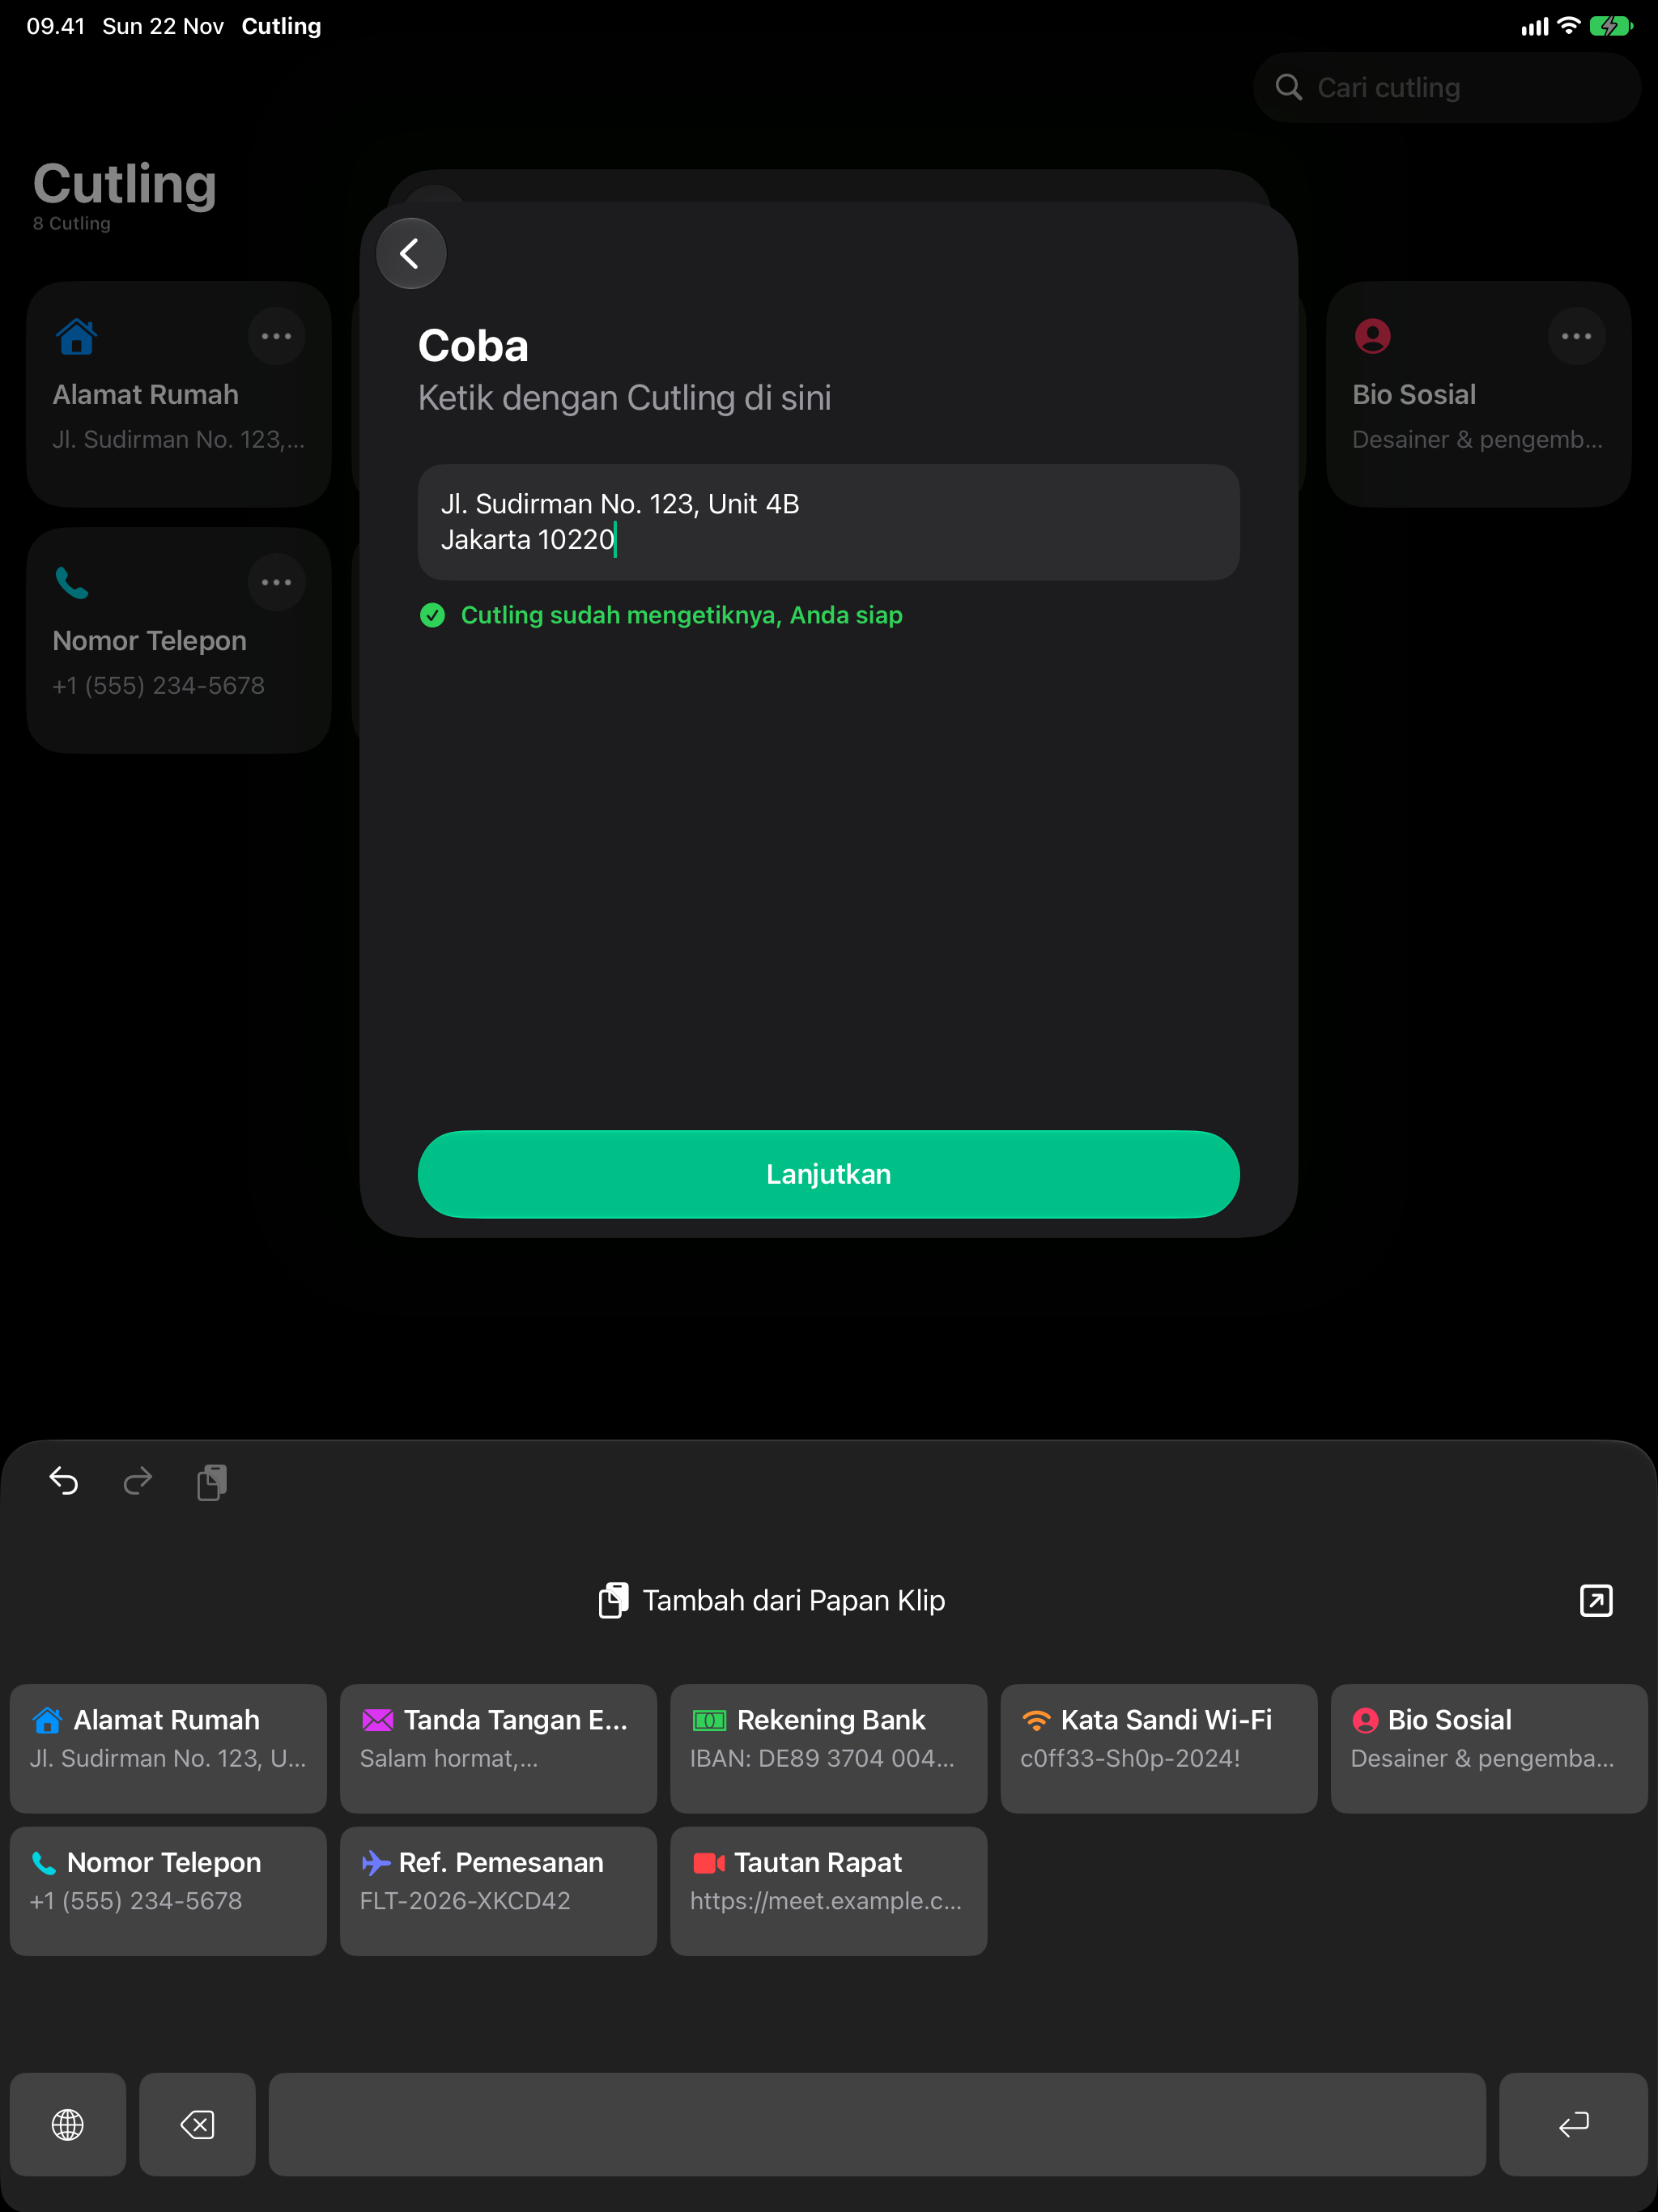 09.41 Sun 22 Nov Cutling
Cari cutling
Cutling
8 Cutling
Alamat Rumah
Jl. Sudirman No. 123,...
Bio Sosial
Desainer & pengemb...
Nomor Telepon
+1 (555) 234-5678
Coba
Ketik dengan Cutling di sini
Jl. Sudirman No. 123, Unit 4B
Jakarta 10220
Cutling sudah mengetiknya, Anda siap
Lanjutkan
Tambah dari Papan Klip
Alamat Rumah
Jl. Sudirman No. 123, U...
Tanda Tangan E...
Salam hormat,...
Rekening Bank
IBAN: DE89 3704 004...
Kata Sandi Wi-Fi
c0ff33-Sh0p-2024!
Bio Sosial
Desainer & pengemba...
Nomor Telepon
+1 (555) 234-5678
Ref. Pemesanan
FLT-2026-XKCD42
Tautan Rapat
https://meet.example.c...